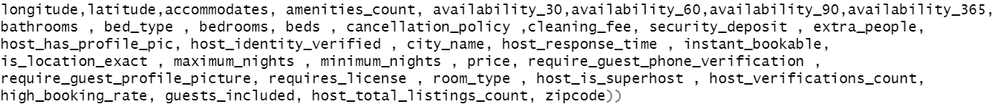 longitude,latitude,accommodates, amenities_count, availability_30,availability_60,availability_90,availability_365,
bathrooms , bed_type , bedrooms, beds , cancellation_policy ,cleaning_fee, security_deposit , extra_people,
host_has_profile_pic, host_identity_verified , city_name, host_response_time , instant_bookable,
is_location_exact , maximum_nights , minimum_nights , price, require_guest_phone_verification ,
require_guest_profile_picture, requires_license , room_type , host_is_superhost , host_verifications_count,
high_booking_rate, guests_included, host_total_listings_count, zipcode))